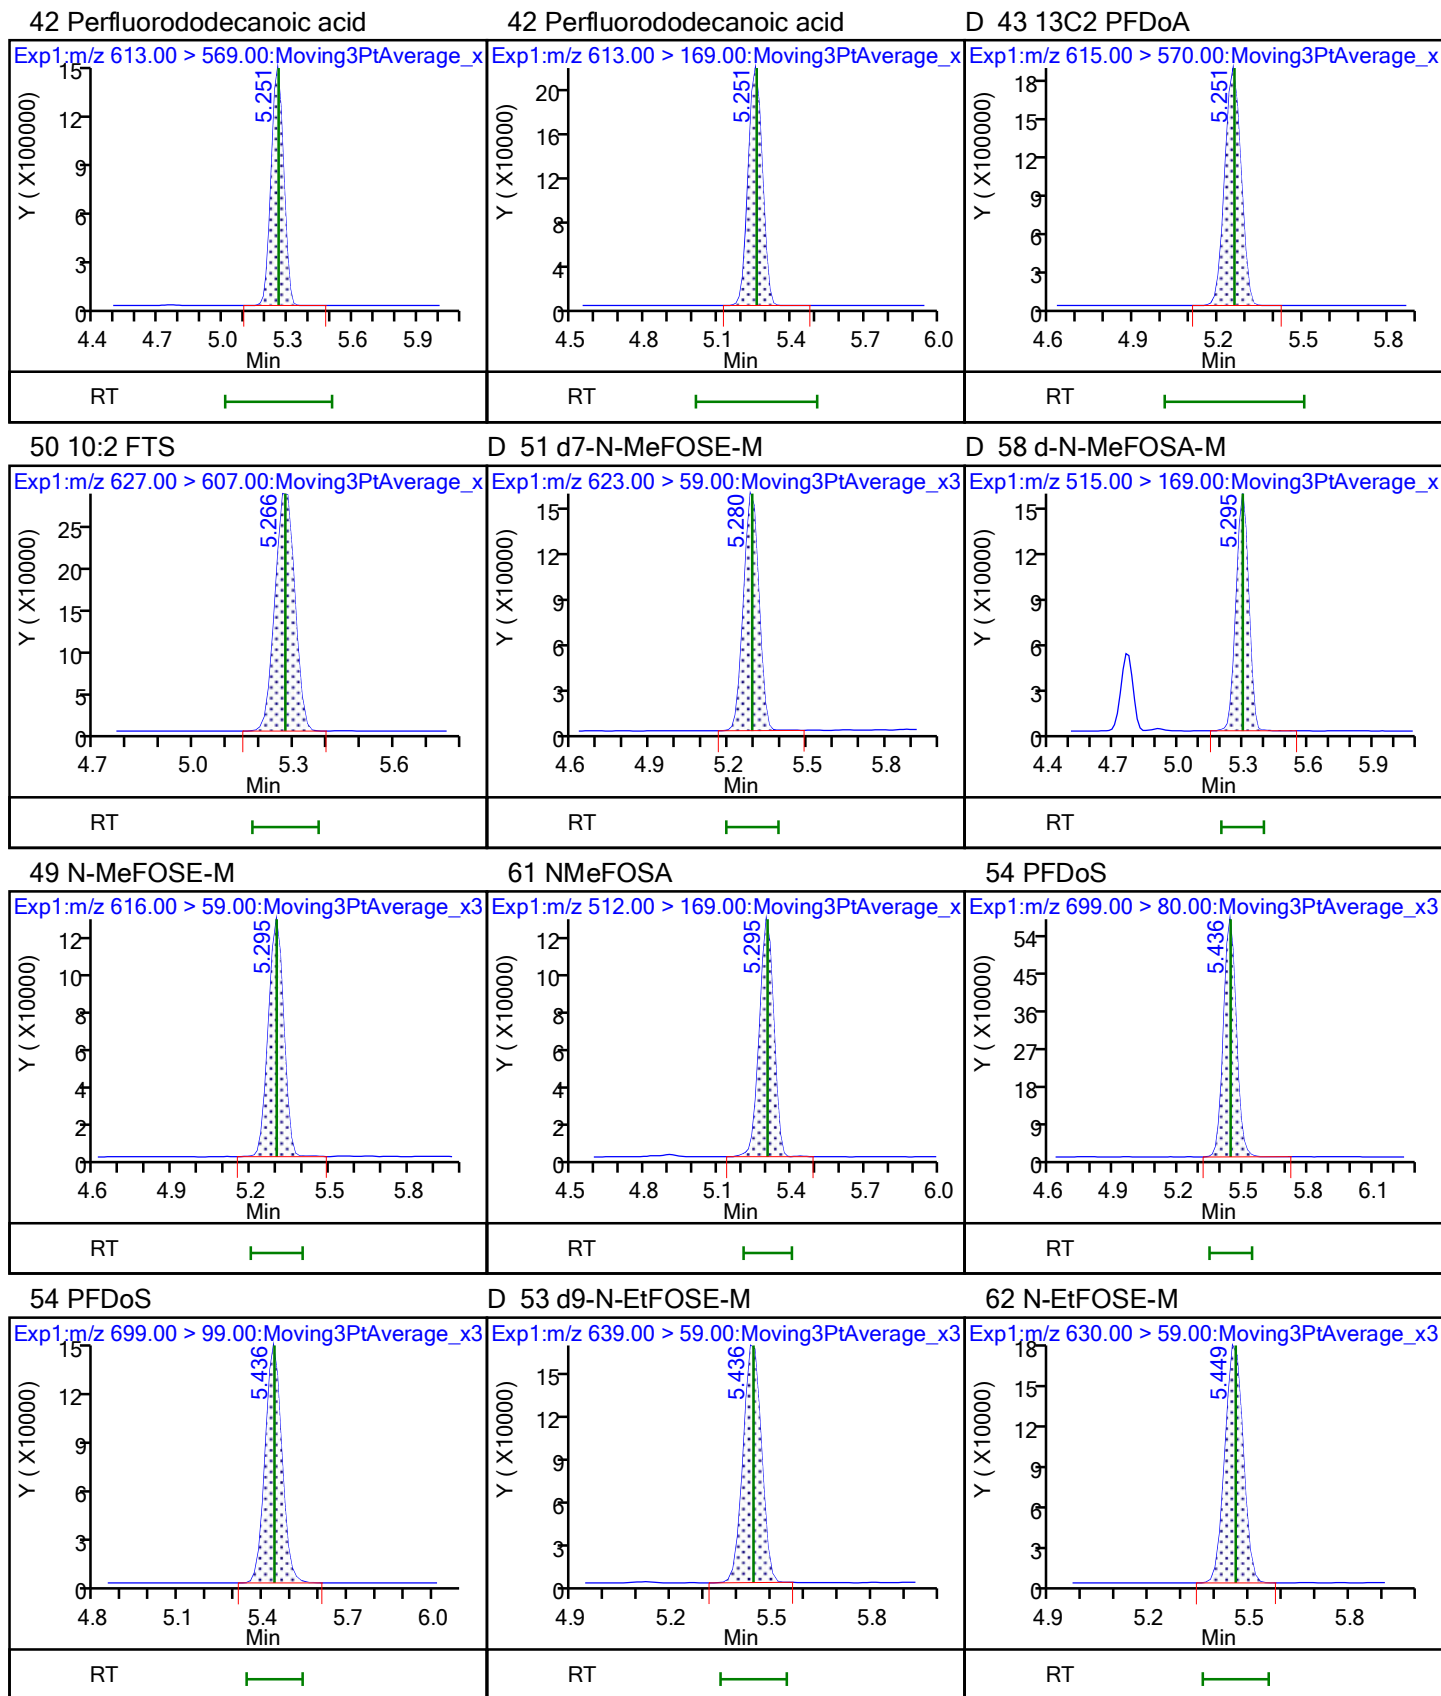 42 Perfluorododecanoic acid
Exp1:m/z 613.00 > 569.00:Moving3PtAverage_x
5.251
Y ( X100000)
15
12
9
6
3
0
4.4 4.7 5.0 5.3 5.6 5.9
Min
RT
42 Perfluorododecanoic acid
Exp1:m/z 613.00 > 169.00:Moving3PtAverage_x
5.251
Y ( X10000)
20
16
12
8
4
0
4.5 4.8 5.1 5.4 5.7 6.0
Min
RT
D 43 13C2 PFDoA
Exp1:m/z 615.00 > 570.00:Moving3PtAverage_x
5.251
Y ( X100000)
18
15
12
9
6
3
0
4.6 4.9 5.2 5.5 5.8
Min
RT
50 10:2 FTS
Exp1:m/z 627.00 > 607.00:Moving3PtAverage_x
5.266
Y ( X10000)
25
20
15
10
5
0
4.7 5.0 5.3 5.6
Min
RT
D 51 d7-N-MeFOSE-M
Exp1:m/z 623.00 > 59.00:Moving3PtAverage_x3
5.280
Y ( X10000)
15
12
9
6
3
0
4.6 4.9 5.2 5.5 5.8
Min
RT
D 58 d-N-MeFOSA-M
Exp1:m/z 515.00 > 169.00:Moving3PtAverage_x
5.295
Y ( X10000)
15
12
9
6
3
0
4.4 4.7 5.0 5.3 5.6 5.9
Min
RT
49 N-MeFOSE-M
Exp1:m/z 616.00 > 59.00:Moving3PtAverage_x3
5.295
Y ( X10000)
12
10
8
6
4
2
0
4.6 4.9 5.2 5.5 5.8
Min
RT
61 NMeFOSA
Exp1:m/z 512.00 > 169.00:Moving3PtAverage_x
5.295
Y ( X10000)
12
10
8
6
4
2
0
4.5 4.8 5.1 5.4 5.7 6.0
Min
RT
54 PFDoS
Exp1:m/z 699.00 > 80.00:Moving3PtAverage_x3
5.436
Y ( X10000)
54
45
36
27
18
9
0
4.6 4.9 5.2 5.5 5.8 6.1
Min
RT
54 PFDoS
Exp1:m/z 699.00 > 99.00:Moving3PtAverage_x3
5.436
Y ( X10000)
15
12
9
6
3
0
4.8 5.1 5.4 5.7 6.0
Min
RT
D 53 d9-N-EtFOSE-M
Exp1:m/z 639.00 > 59.00:Moving3PtAverage_x3
5.436
Y ( X10000)
15
12
9
6
3
0
4.9 5.2 5.5 5.8
Min
RT
62 N-EtFOSE-M
Exp1:m/z 630.00 > 59.00:Moving3PtAverage_x3
5.449
Y ( X10000)
18
15
12
9
6
3
0
4.9 5.2 5.5 5.8
Min
RT